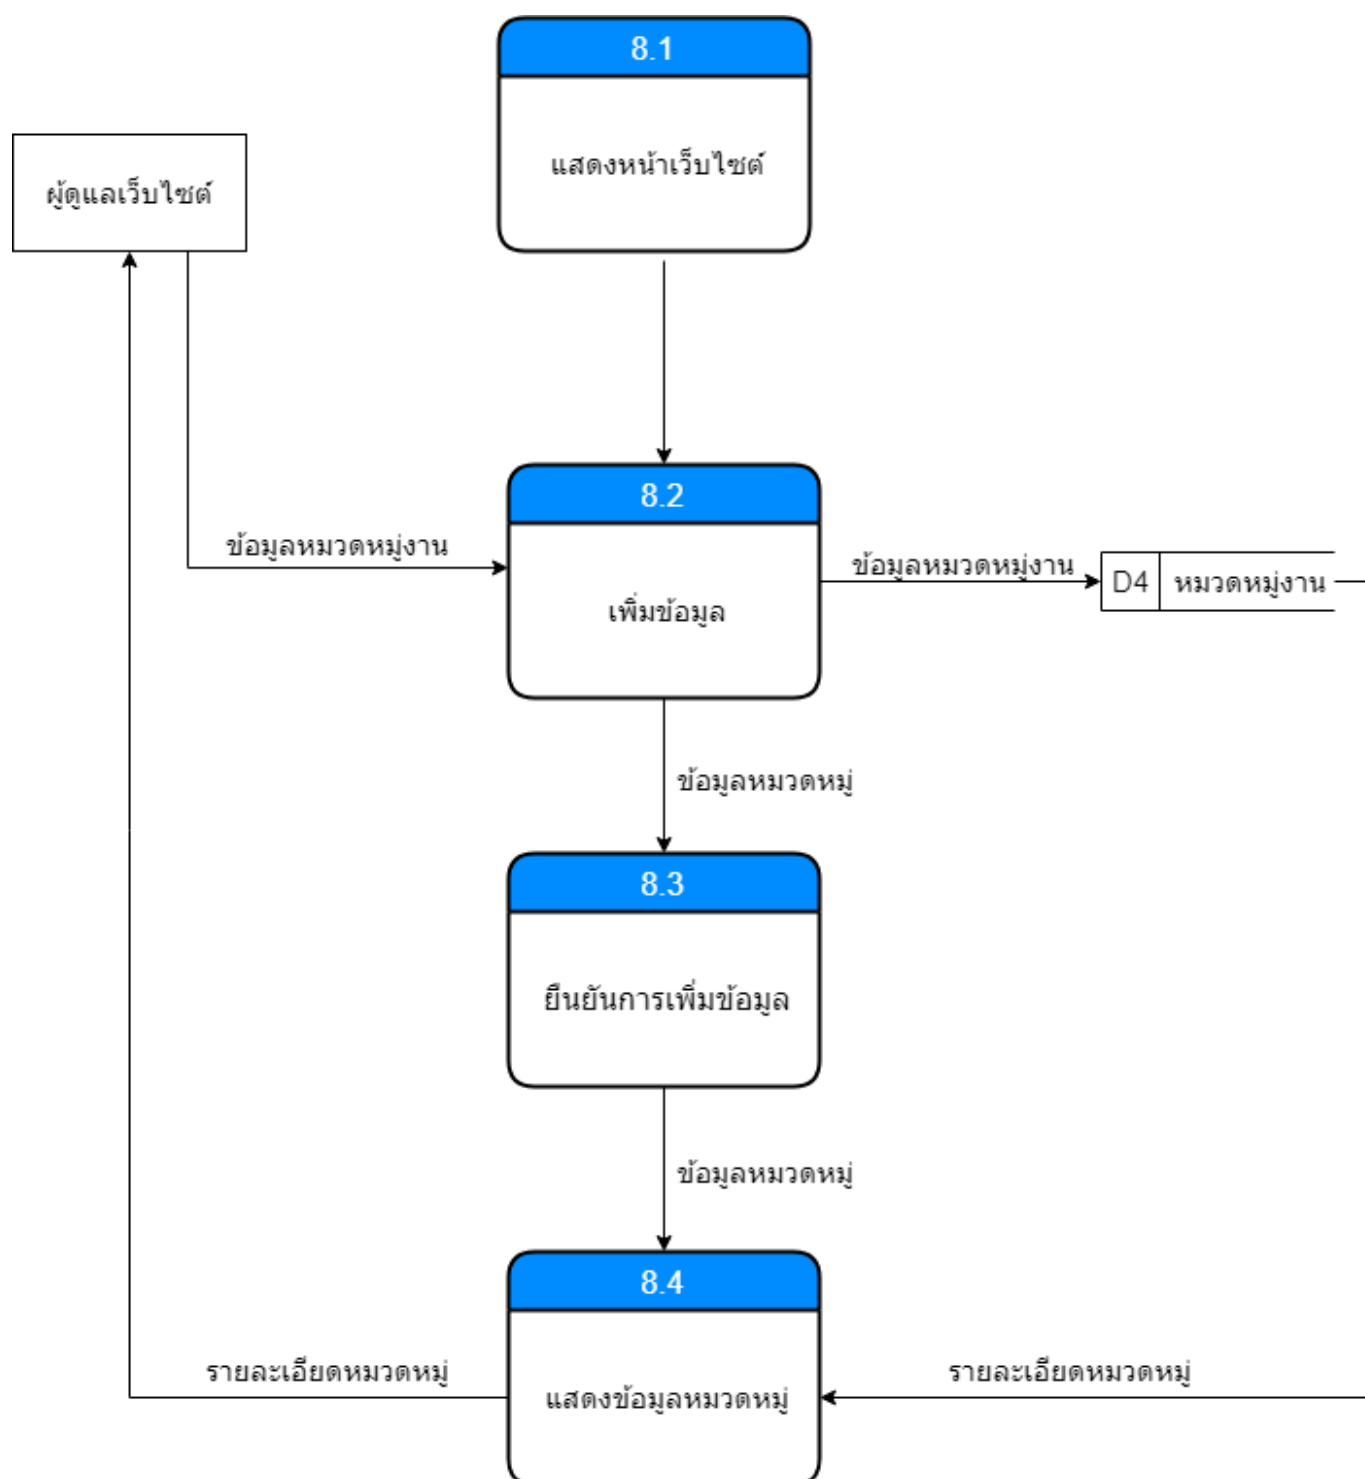 8.1
แสดงหน้าเว็บไซต์
ผู้ดูแลเว็บไซต์
8.2
ข้อมูลหมวดหมู่งาน
เพิ่มข้อมูล
ข้อมูลหมวดหมู่งาน
D4
หมวดหมู่งาน
ข้อมูลหมวดหมู่
8.3
ยืนยันการเพิ่มข้อมูล
ข้อมูลหมวดหมู่
8.4
รายละเอียดหมวดหมู่
แสดงข้อมูลหมวดหมู่
รายละเอียดหมวดหมู่